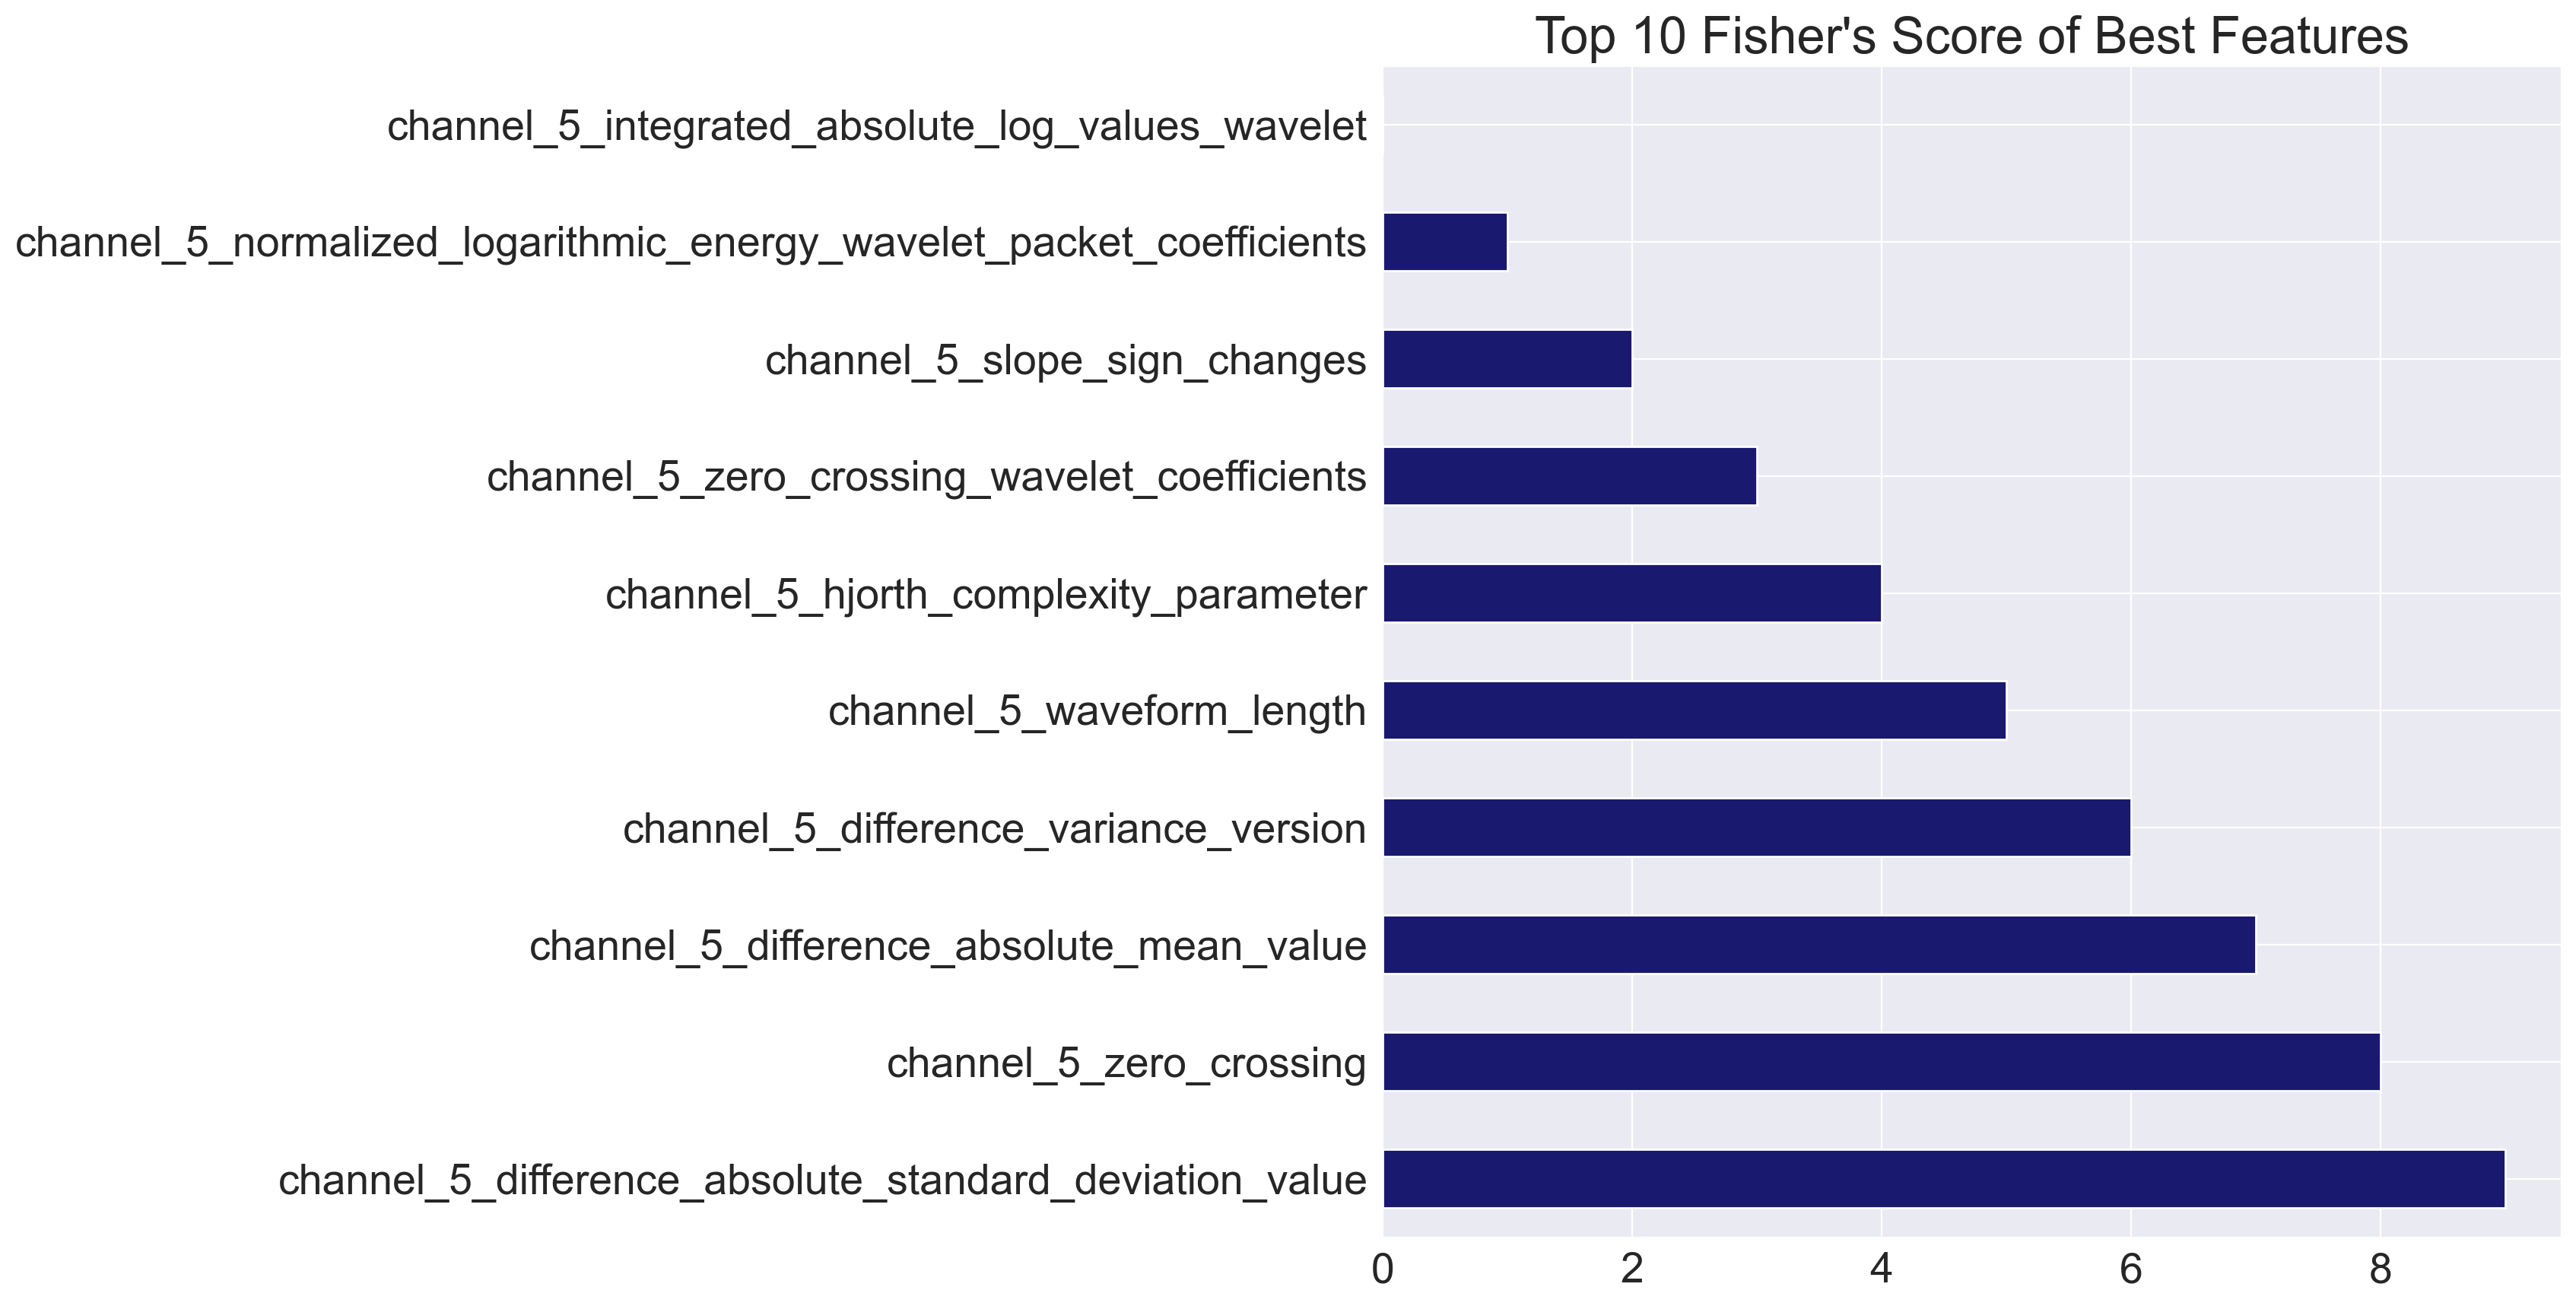 Top 10 Fisher's Score of Best Features
channel_5_integrated_absolute_log_values_wavelet
channel_5_normalized_logarithmic_energy_wavelet_packet_coefficients
channel_5_slope_sign_changes
channel_5_zero_crossing_wavelet_coefficients
channel_5_hjorth_complexity_parameter
channel_5_waveform_length
channel_5_difference_variance_version
channel_5_difference_absolute_mean_value
channel_5_zero_crossing
channel_5_difference_absolute_standard_deviation_value
0 2 4 6 8